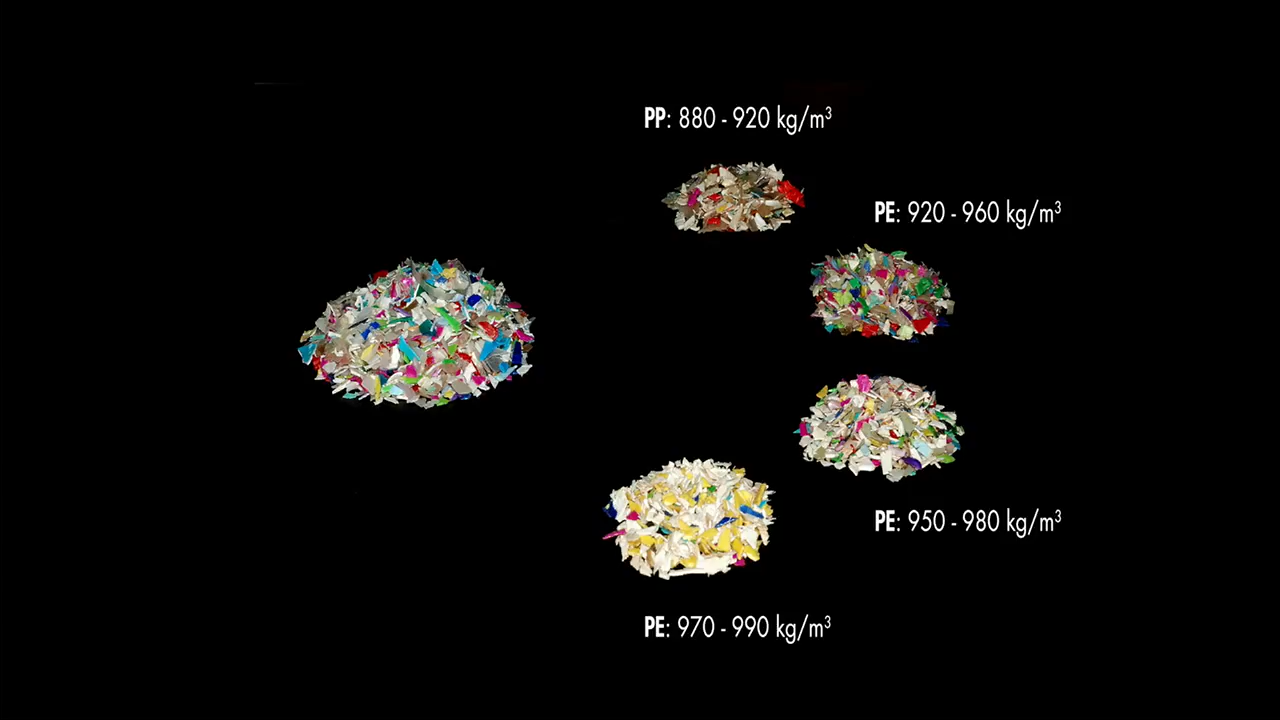 PP: 880 - 920 kg/m³
PE: 920 - 960 kg/m³
PE: 950 - 980 kg/m³
PE: 970 - 990 kg/m³